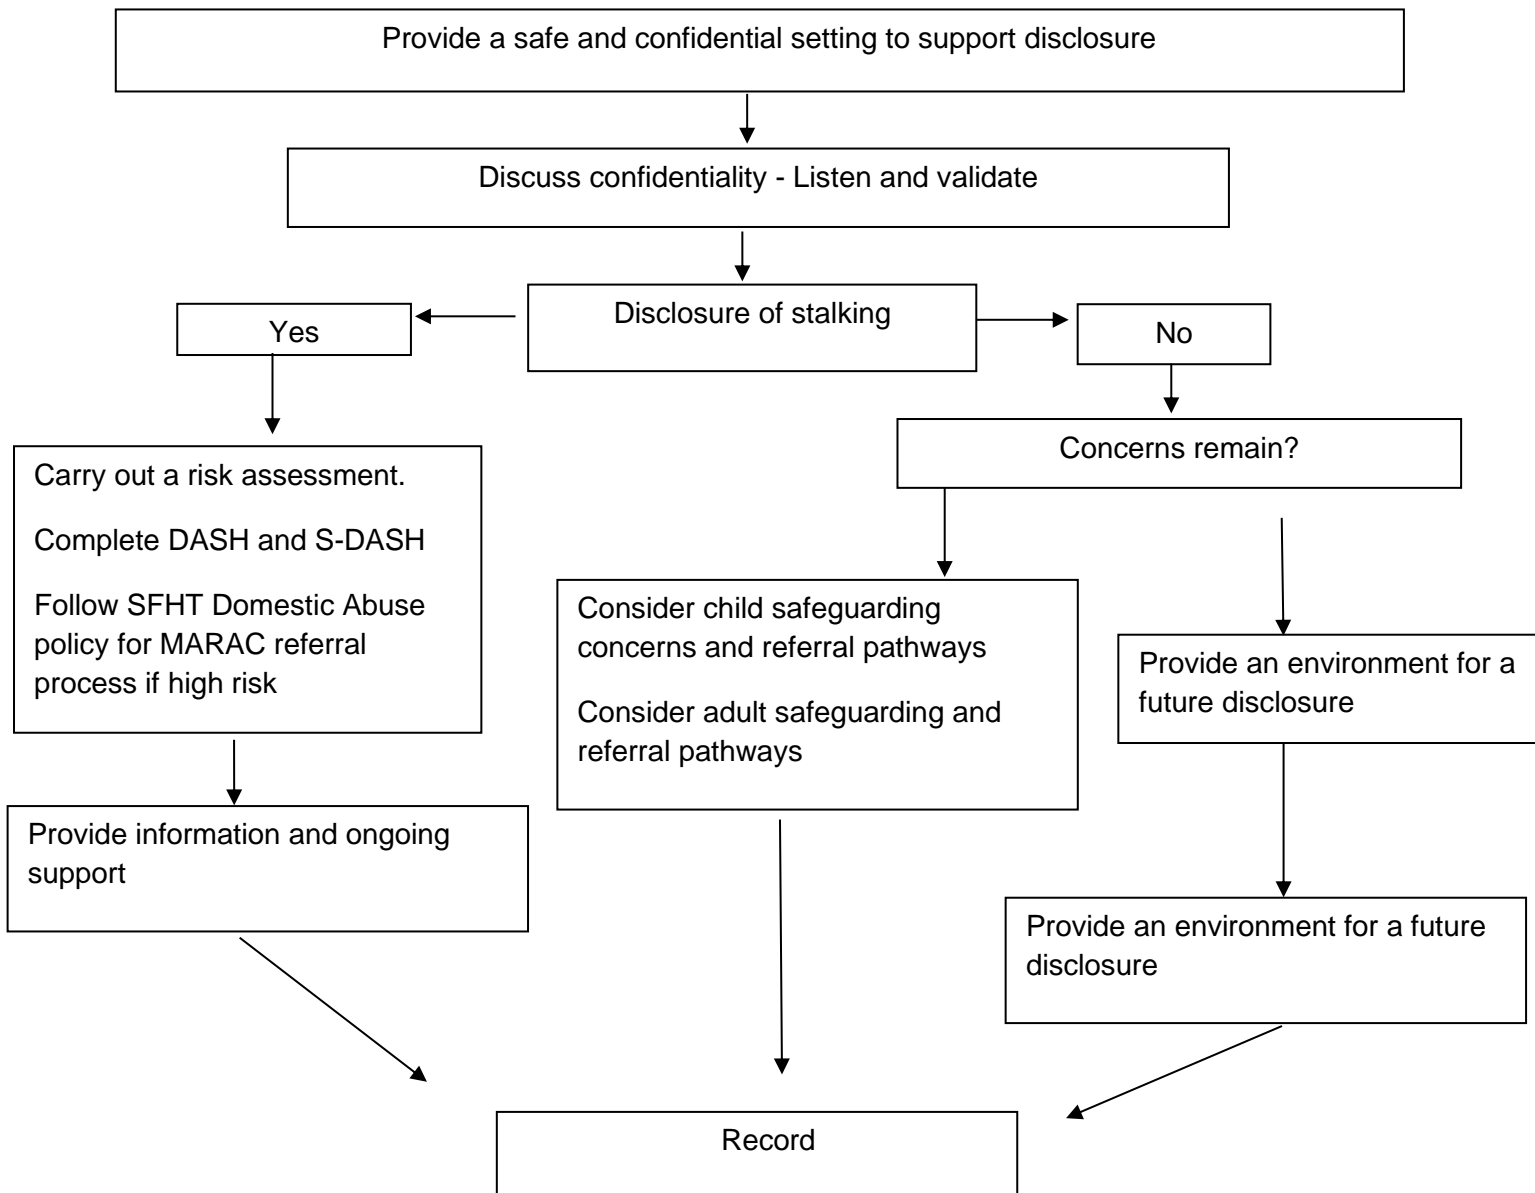 Provide a safe and confidential setting to support disclosure
Discuss confidentiality - Listen and validate
Disclosure of stalking
Yes
No
Concerns remain?
Carry out a risk assessment.
Complete DASH and S-DASH
Follow SFHT Domestic Abuse
policy for MARAC referral
process if high risk
Consider child safeguarding
concerns and referral pathways
Consider adult safeguarding and
referral pathways
Provide an environment for a
future disclosure
Provide information and ongoing
support
Provide an environment for a future
disclosure
Record